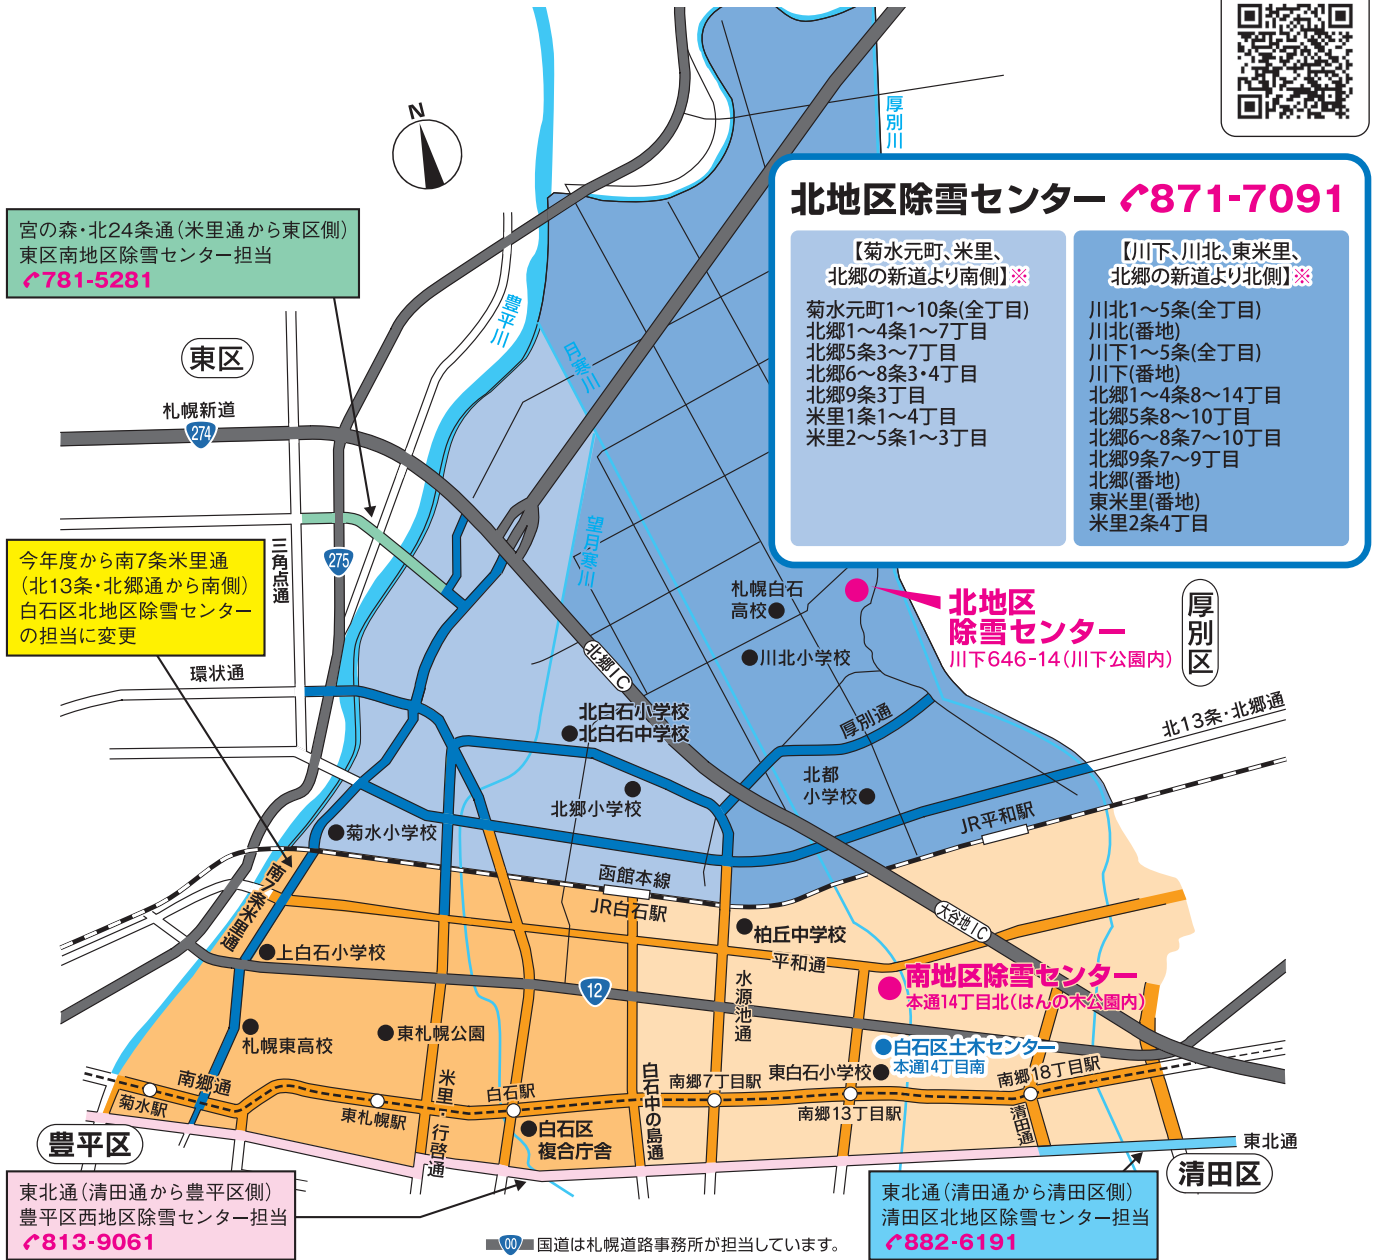 N
厚別川
北地区除雪センター 871-7091
【菊水元町、米里、
北郷の新道より南側】※
菊水元町1〜10条(全丁目)
北郷1〜4条1〜7丁目
北郷5条3〜7丁目
北郷6〜8条3・4丁目
北郷9条3丁目
米里1条1〜4丁目
米里2〜5条1〜3丁目
【川下、川北、東米里、
北郷の新道より北側】※
川北1〜5条(全丁目)
川北(番地)
川下1〜5条(全丁目)
川下(番地)
北郷1〜4条8〜14丁目
北郷5条8〜10丁目
北郷6〜8条7〜10丁目
北郷9条7〜9丁目
北郷(番地)
東米里(番地)
米里2条4丁目
宮の森・北24条通(米里通から東区側)
東区南地区除雪センター担当
781-5281
豊平川
月寒川
東区
札幌新道
274
望月寒川
三角点通
275
今年度から南7条米里通
(北13条・北郷通から南側)
白石区北地区除雪センター
の担当に変更
環状通
札幌白石
高校
北地区
除雪センター
川下646-14(川下公園内)
厚別区
川北小学校
北郷IC
北白石小学校
北白石中学校
厚別通
北13条・北郷通
北都
小学校
北郷小学校
菊水小学校
JR平和駅
函館本線
JR白石駅
南7条米里通
大谷地IC
柏丘中学校
平和通
上白石小学校
南地区除雪センター
本通14丁目北(はんの木公園内)
12
水源池通
札幌東高校
東札幌公園
白石区土木センター
本通14丁目南
東白石小学校
南郷18丁目駅
南郷7丁目駅
南郷13丁目駅
南郷通
菊水駅
東札幌駅
米里・行啓通
白石駅
白石中の島通
清田通
白石区
複合庁舎
豊平区
東北通
清田区
東北通(清田通から豊平区側)
豊平区西地区除雪センター担当
813-9061
東北通(清田通から清田区側)
清田区北地区除雪センター担当
882-6191
00 国道は札幌道路事務所が担当しています。